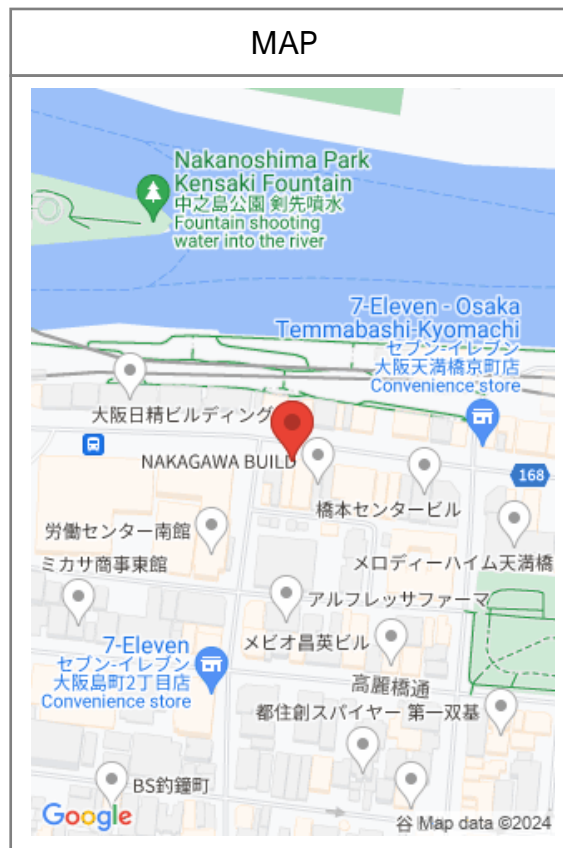 MAP
Nakanoshima Park
Kensaki Fountain
中之島公園 剣先噴水
Fountain shooting
water into the river
7-Eleven - Osaka
Temmabashi-Kyomachi
セブン-イレブン
大阪天満橋京町店
Convenience store
大阪日精ビルディング
NAKAGAWA BUILD
168
橋本センタービル
労働センター南館
メロディーハイム天満橋
ミカサ商事東館
アルフレッサファーマ
メビオ昌英ビル
7-Eleven
セブン-イレブン
大阪島町2丁目店
Convenience store
高麗橋通
都住創スパイヤー 第一双基
BS釣鐘町
Google
谷 Map data ©2024